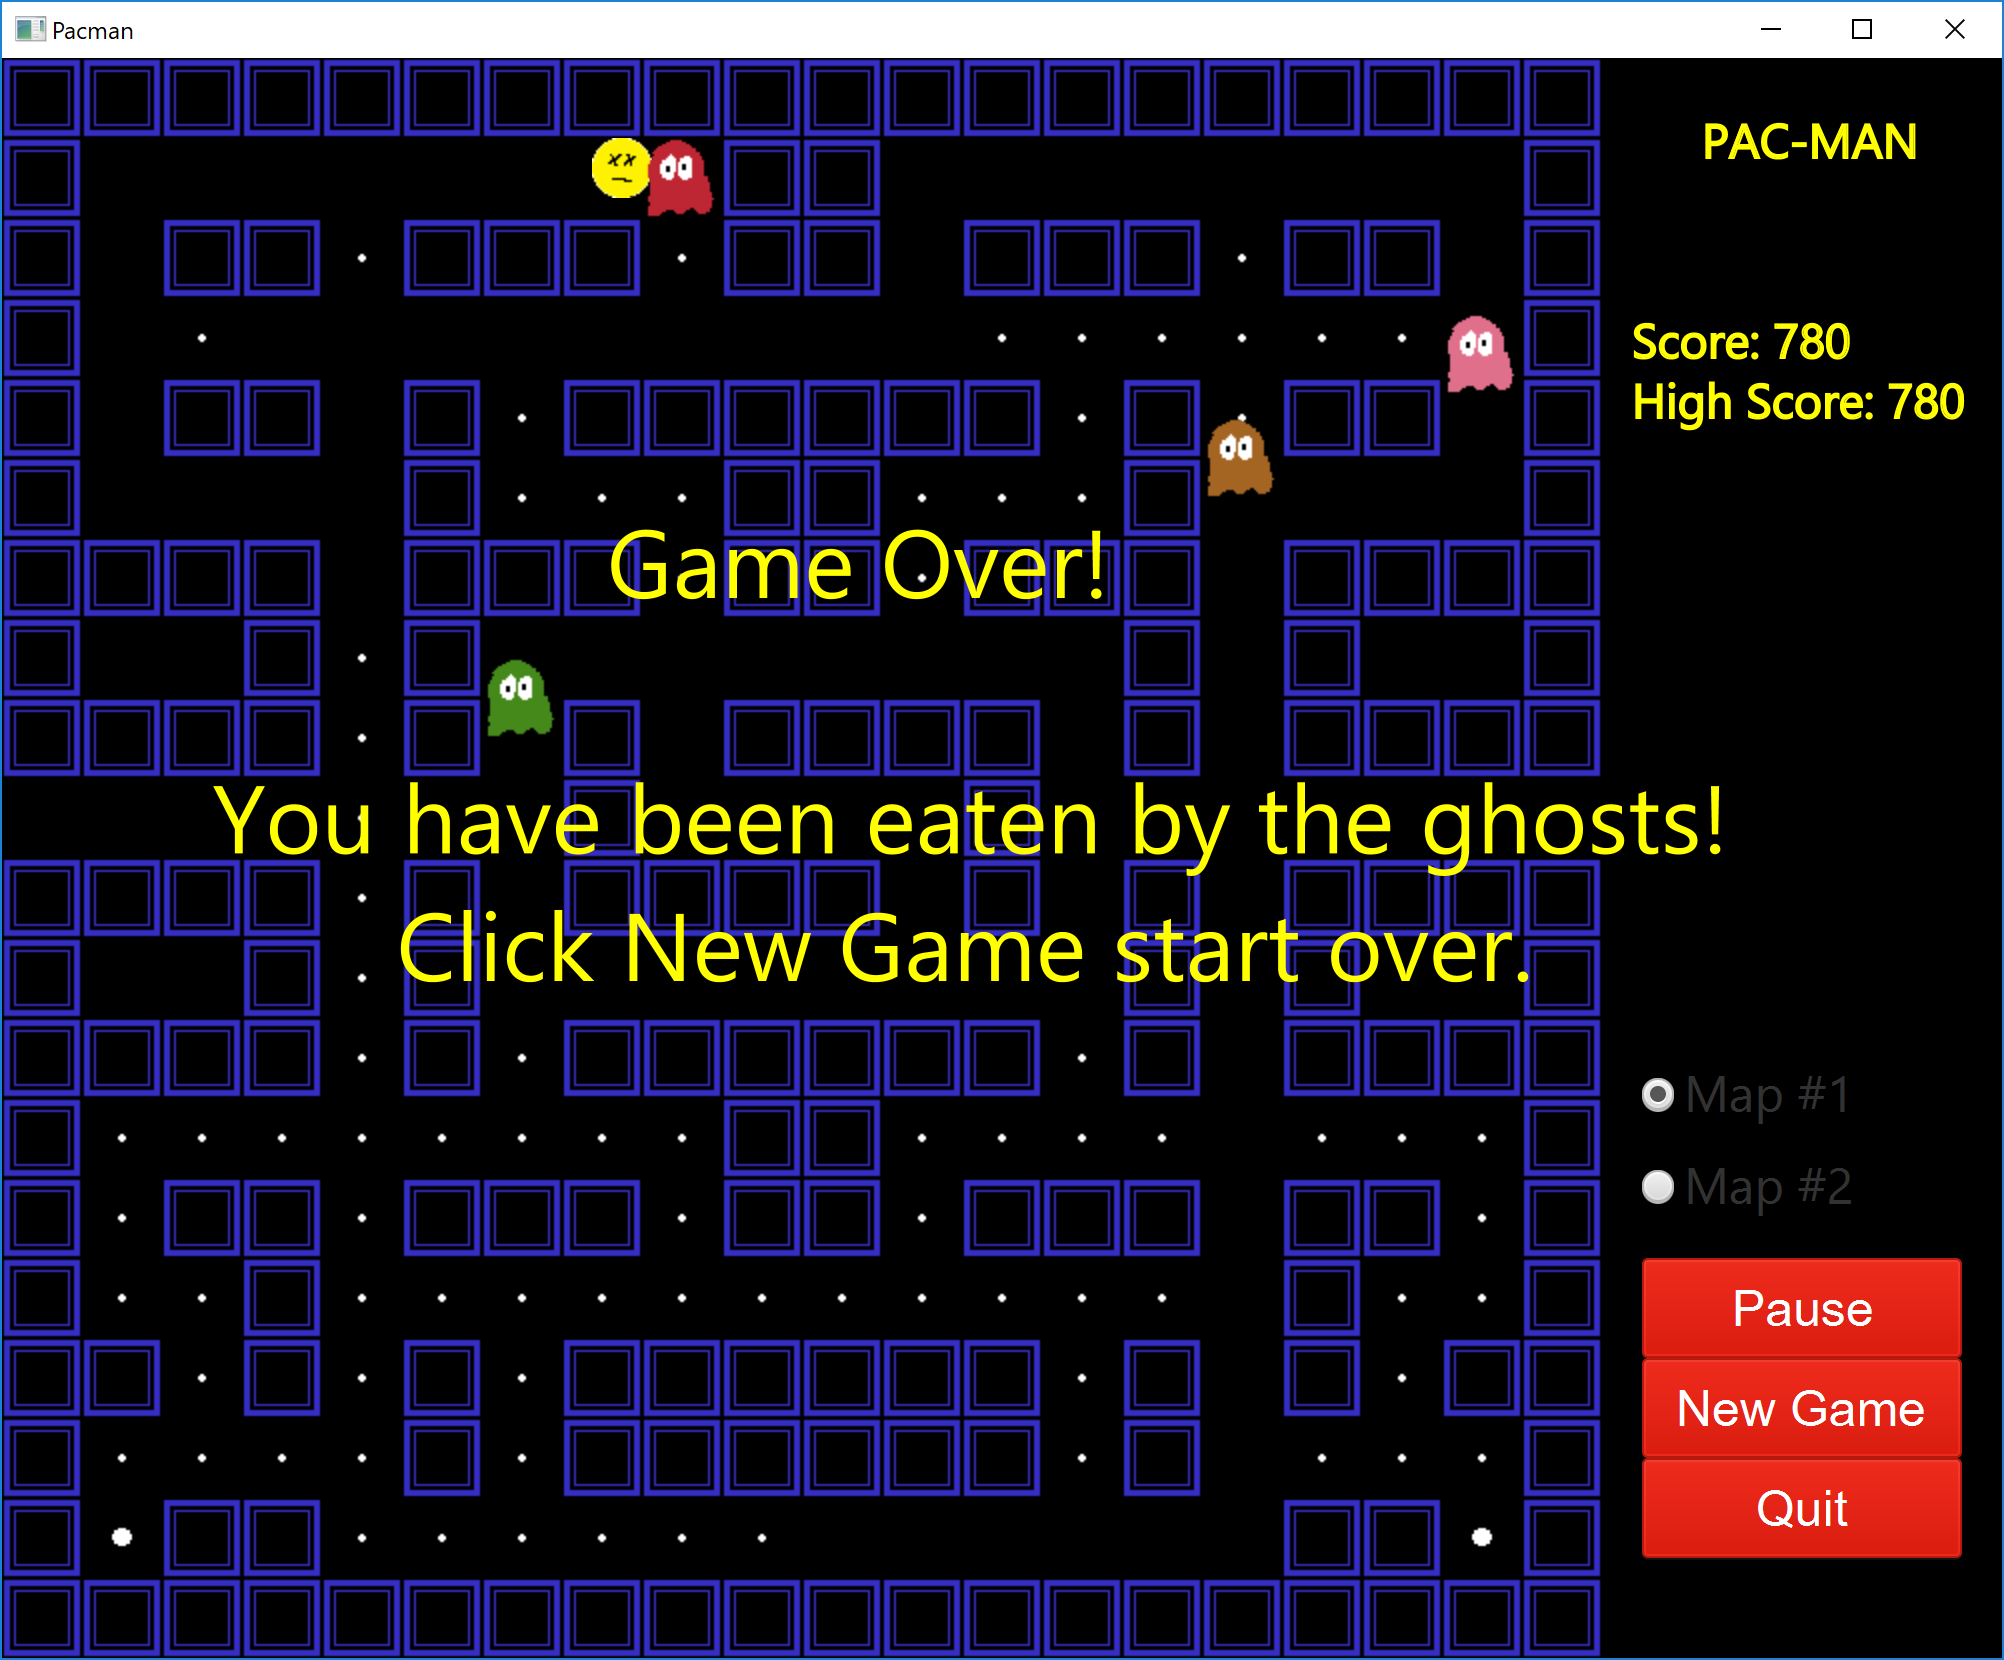 Pacman
PAC-MAN
Score: 780
High Score: 780
Game Over!
You have been eaten by the ghosts!
Click New Game start over.
Map #1
Map #2
Pause
New Game
Quit